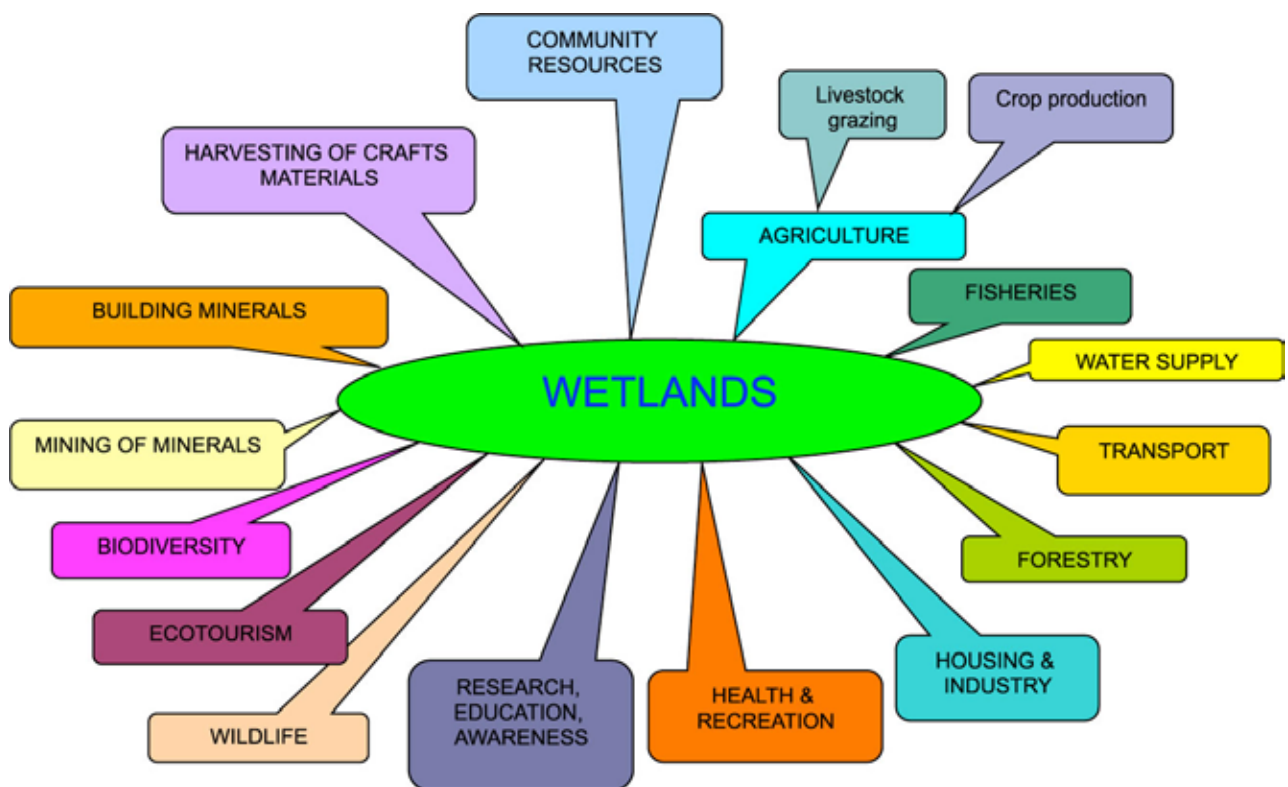 COMMUNITY
RESOURCES
Livestock
grazing
Crop production
HARVESTING OF CRAFTS
MATERIALS
AGRICULTURE
BUILDING MINERALS
FISHERIES
WETLANDS
WATER SUPPLY
MINING OF MINERALS
TRANSPORT
BIODIVERSITY
FORESTRY
ECOTOURISM
HOUSING &
INDUSTRY
WILDLIFE
RESEARCH,
EDUCATION,
AWARENESS
HEALTH &
RECREATION